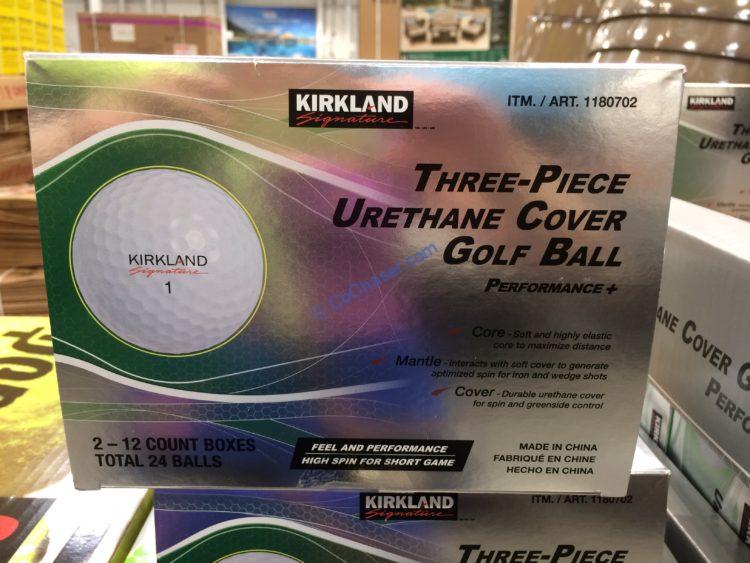 KIRKLAND
Signature
ITM. / ART. 1180702
THREE-PIECE
URETHANE COVER
GOLF BALL
PERFORMANCE+
KIRKLAND
Signature
1
© CoChaser.com
Core - Soft and highly elastic
core to maximize distance
Mantle - Interacts with soft cover to generate
optimized spin for iron and wedge shots
Cover - Durable urethane cover
for spin and greenside control
2 – 12 COUNT BOXES
TOTAL 24 BALLS
FEEL AND PERFORMANCE
HIGH SPIN FOR SHORT GAME
MADE IN CHINA
FABRIQUÉ EN CHINE
HECHO EN CHINA
KIRKLAND
Signature
ITM. / ART. 1180702
THREE-PIECE
KIRKLAND
COVER